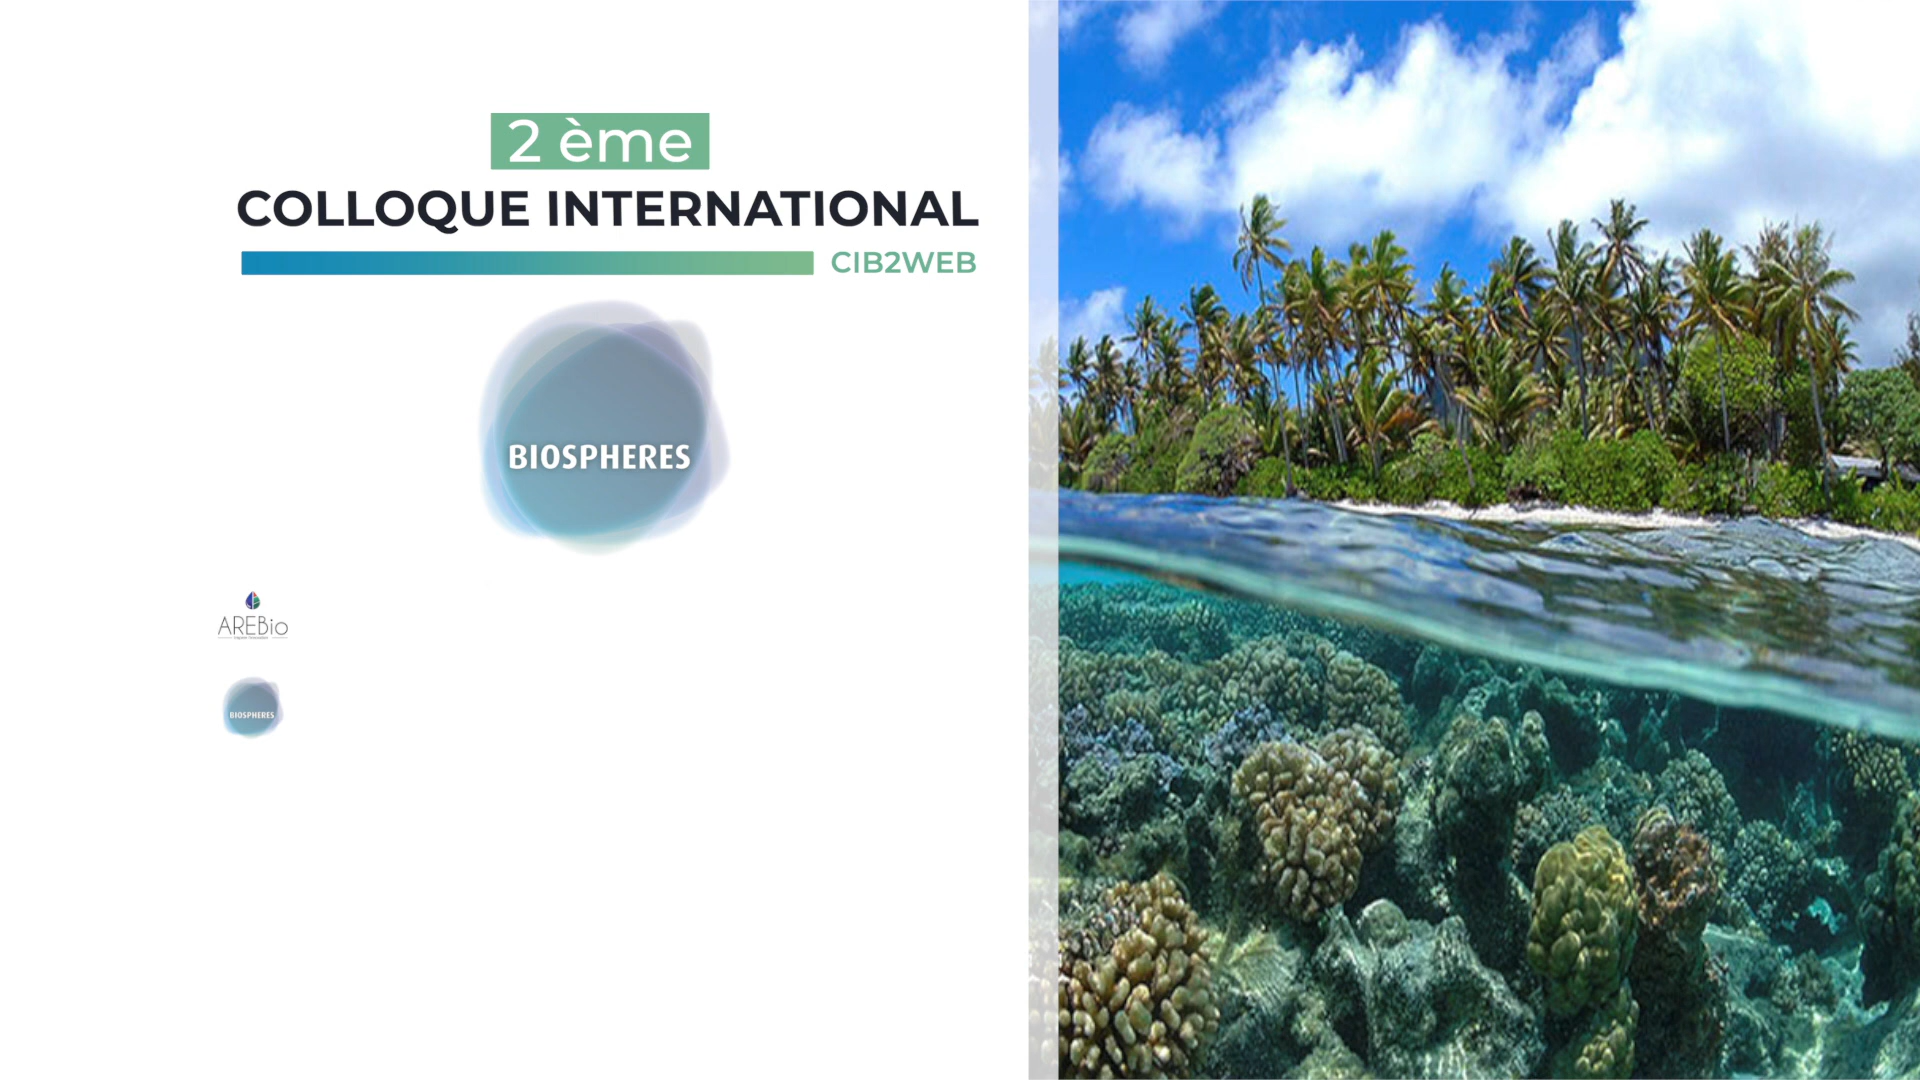 2 ème
COLLOQUE INTERNATIONAL
CIB2WEB
BIOSPHERES
AREBio
BIOSPHERES